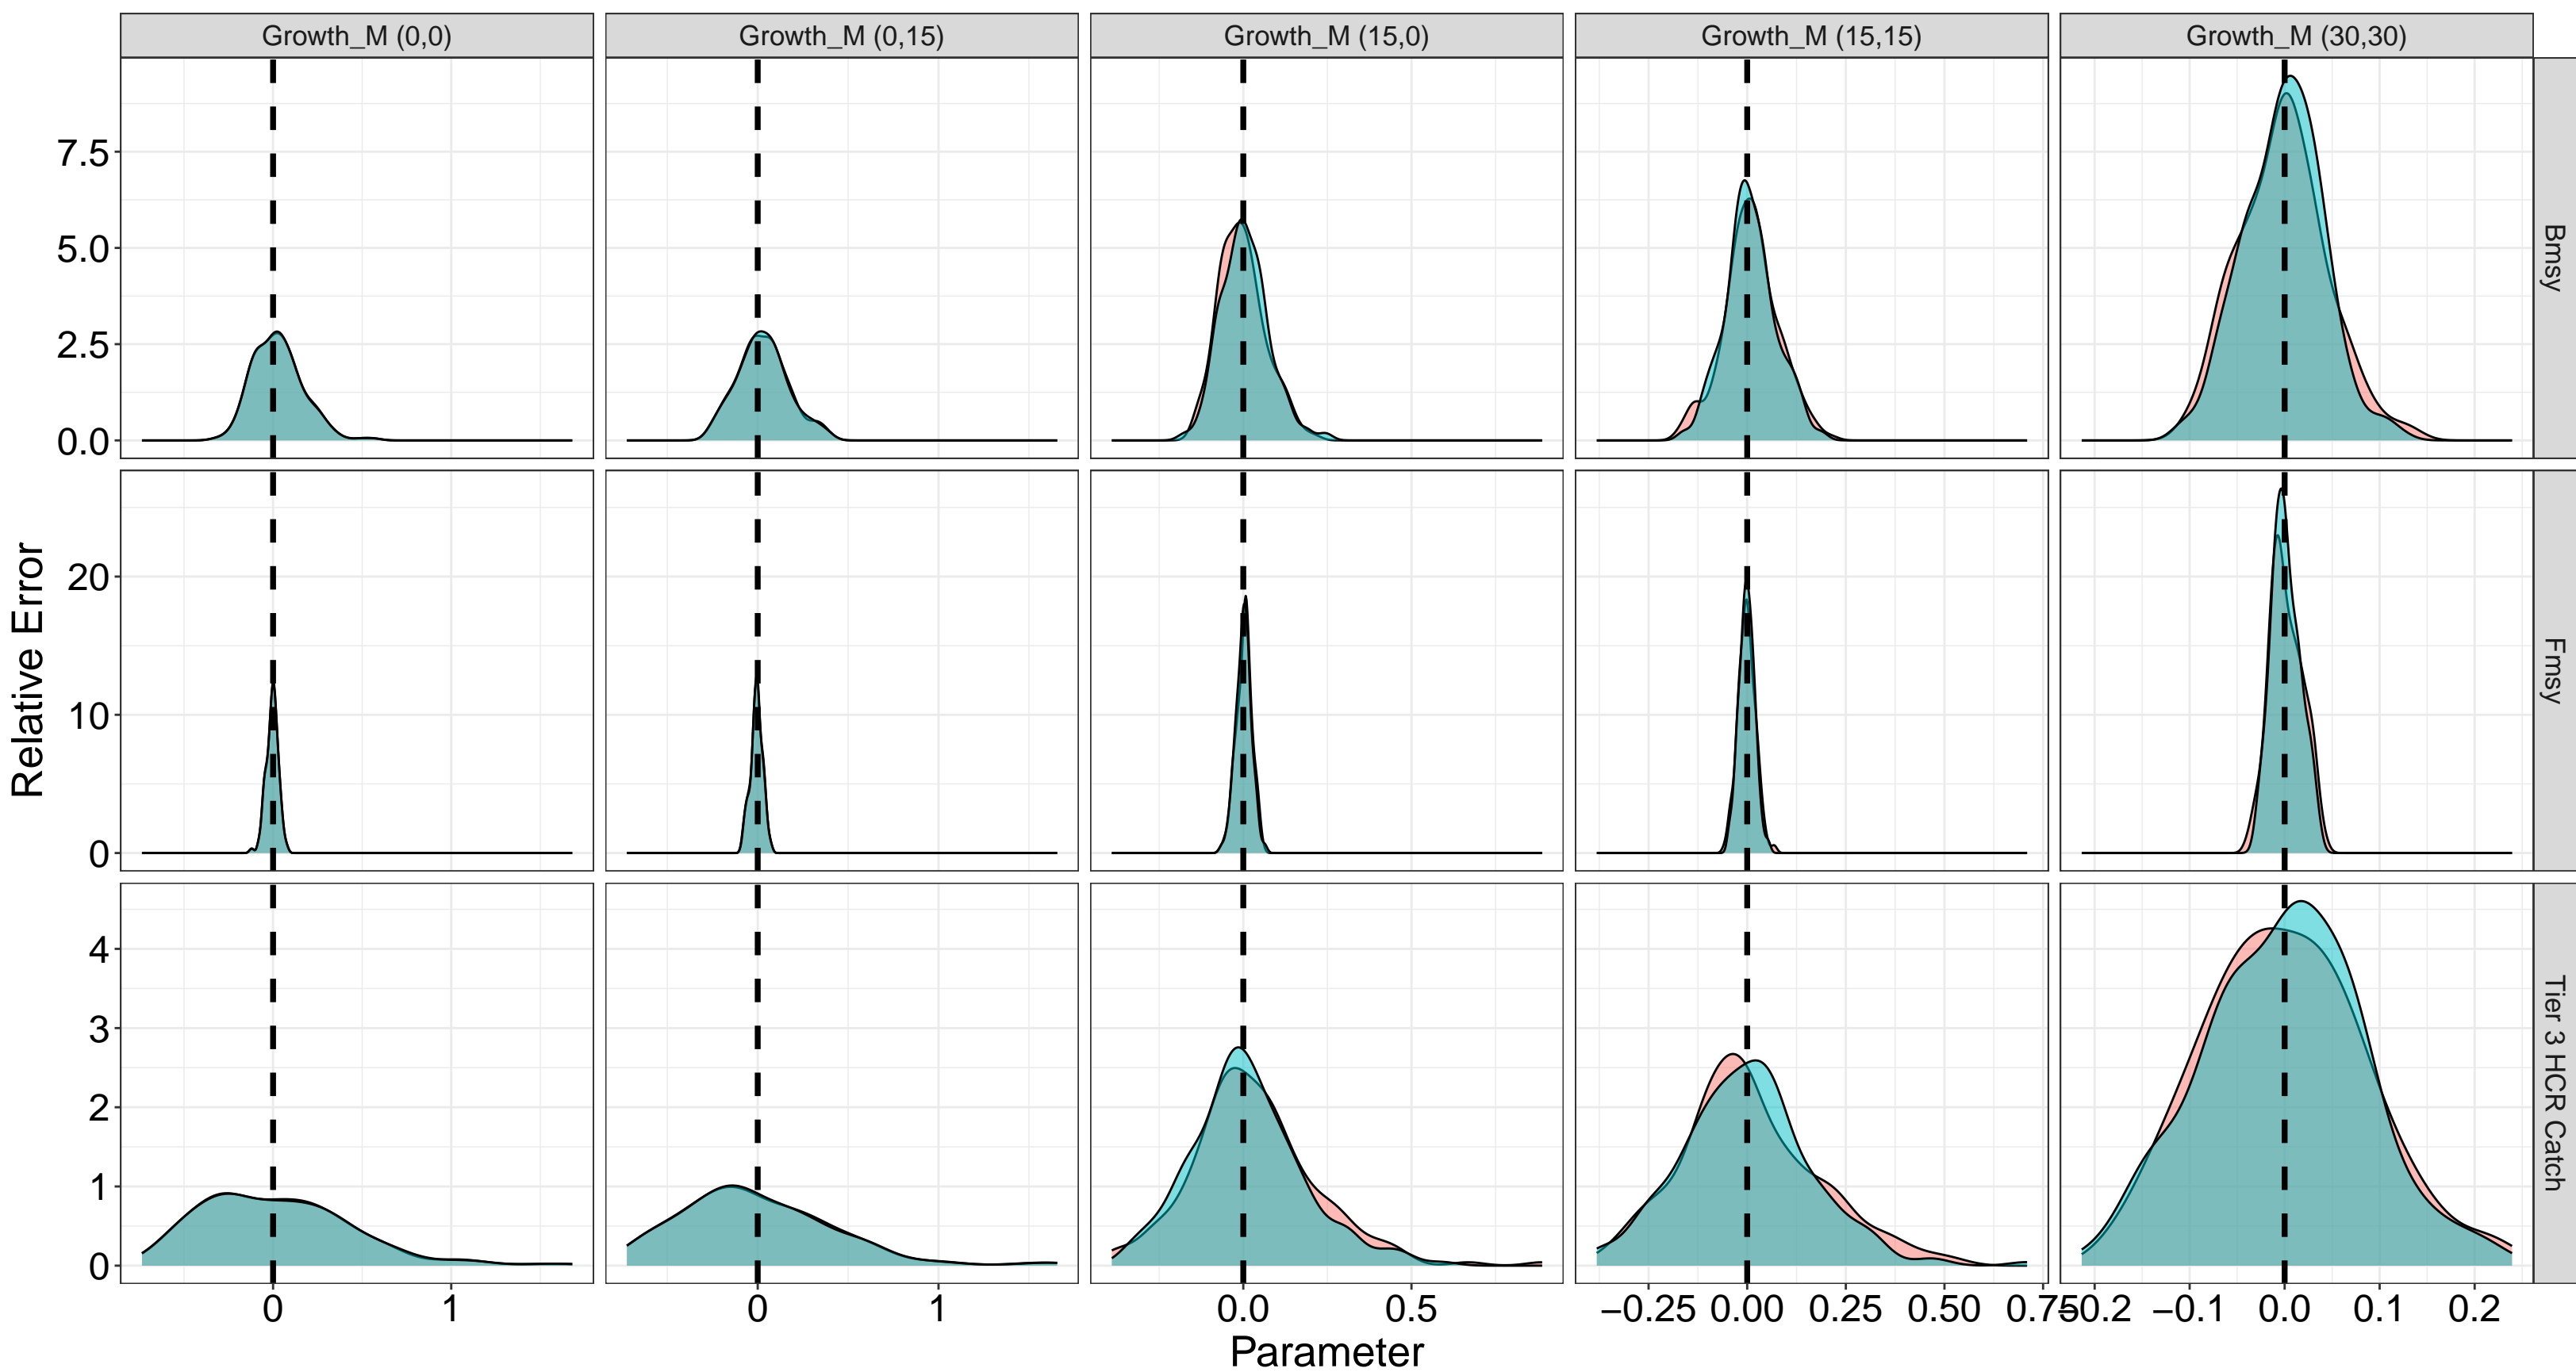 Growth_M (0,0)
Growth_M (0,15)
Growth_M (15,0)
Growth_M (15,15)
Growth_M (30,30)
7.5
5.0
2.5
0.0
Bmsy
Relative Error
20
10
0
Fmsy
4
3
2
1
0
Tier 3 HCR Catch
0 1
0 1
0.0 0.5
−0.25 0.00 0.25 0.50 0.75
−0.2 −0.1 0.0 0.1 0.2
Parameter